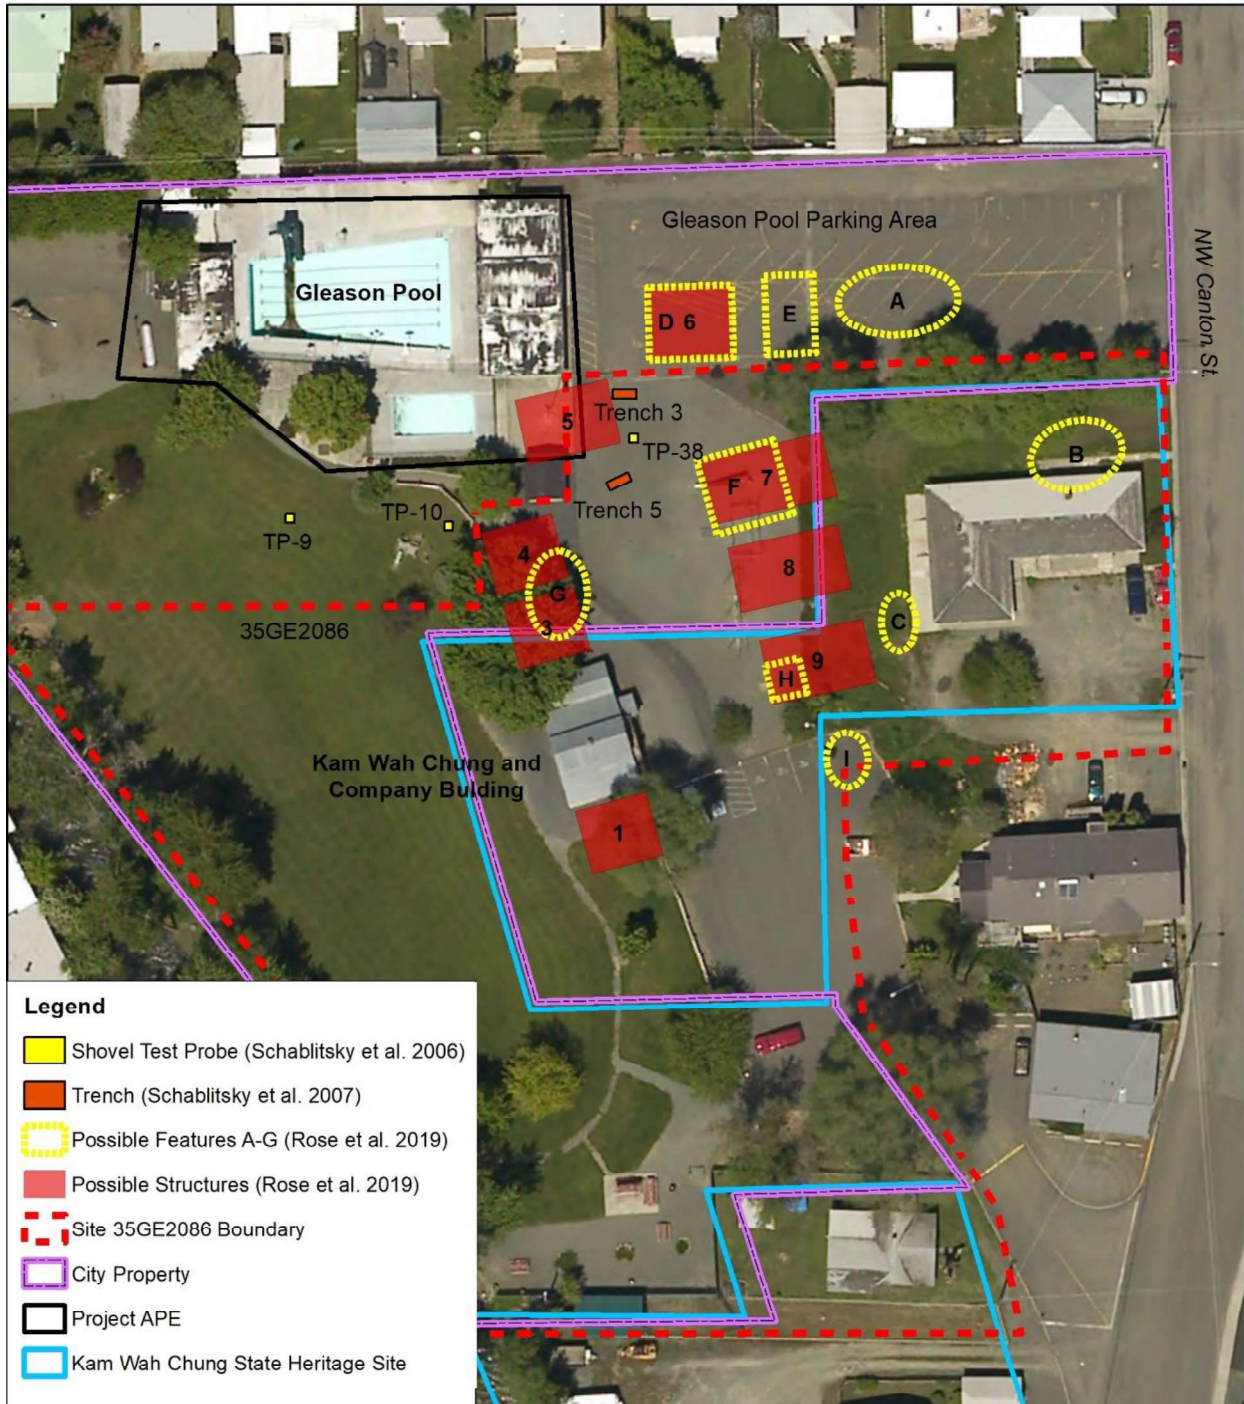 Gleason Pool Parking Area
NW Canton St.
Gleason Pool
D 6
E
A
5
Trench 3
TP-38
B
F 7
Trench 5
TP-10
TP-9
4
8
G
C
3
35GE2086
9
H
I
Kam Wah Chung and
Company Bulding
1
Legend
Shovel Test Probe (Schablitsky et al. 2006)
Trench (Schablitsky et al. 2007)
Possible Features A-G (Rose et al. 2019)
Possible Structures (Rose et al. 2019)
Site 35GE2086 Boundary
City Property
Project APE
Kam Wah Chung State Heritage Site